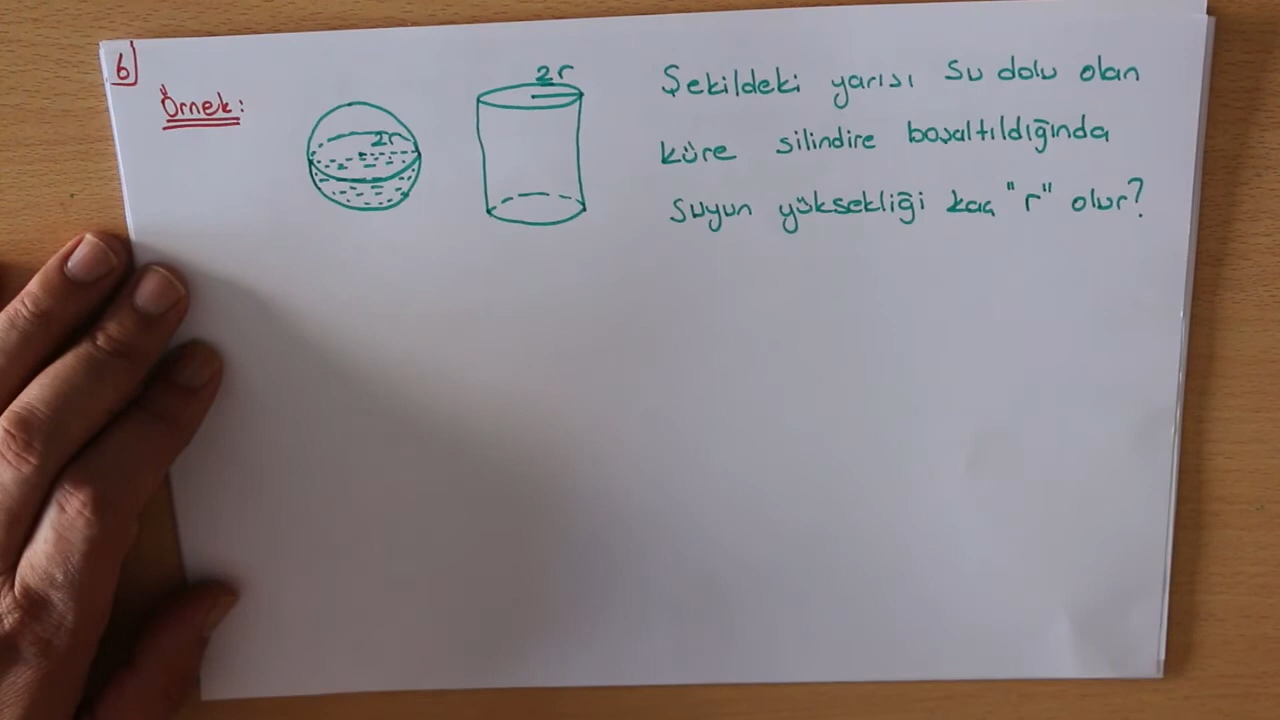 6
Örnek:
2r
2r
Şekildeki yarısı su dolu olan
küre silindire boşaltıldığında
suyun yüksekliği kaç "r" olur?